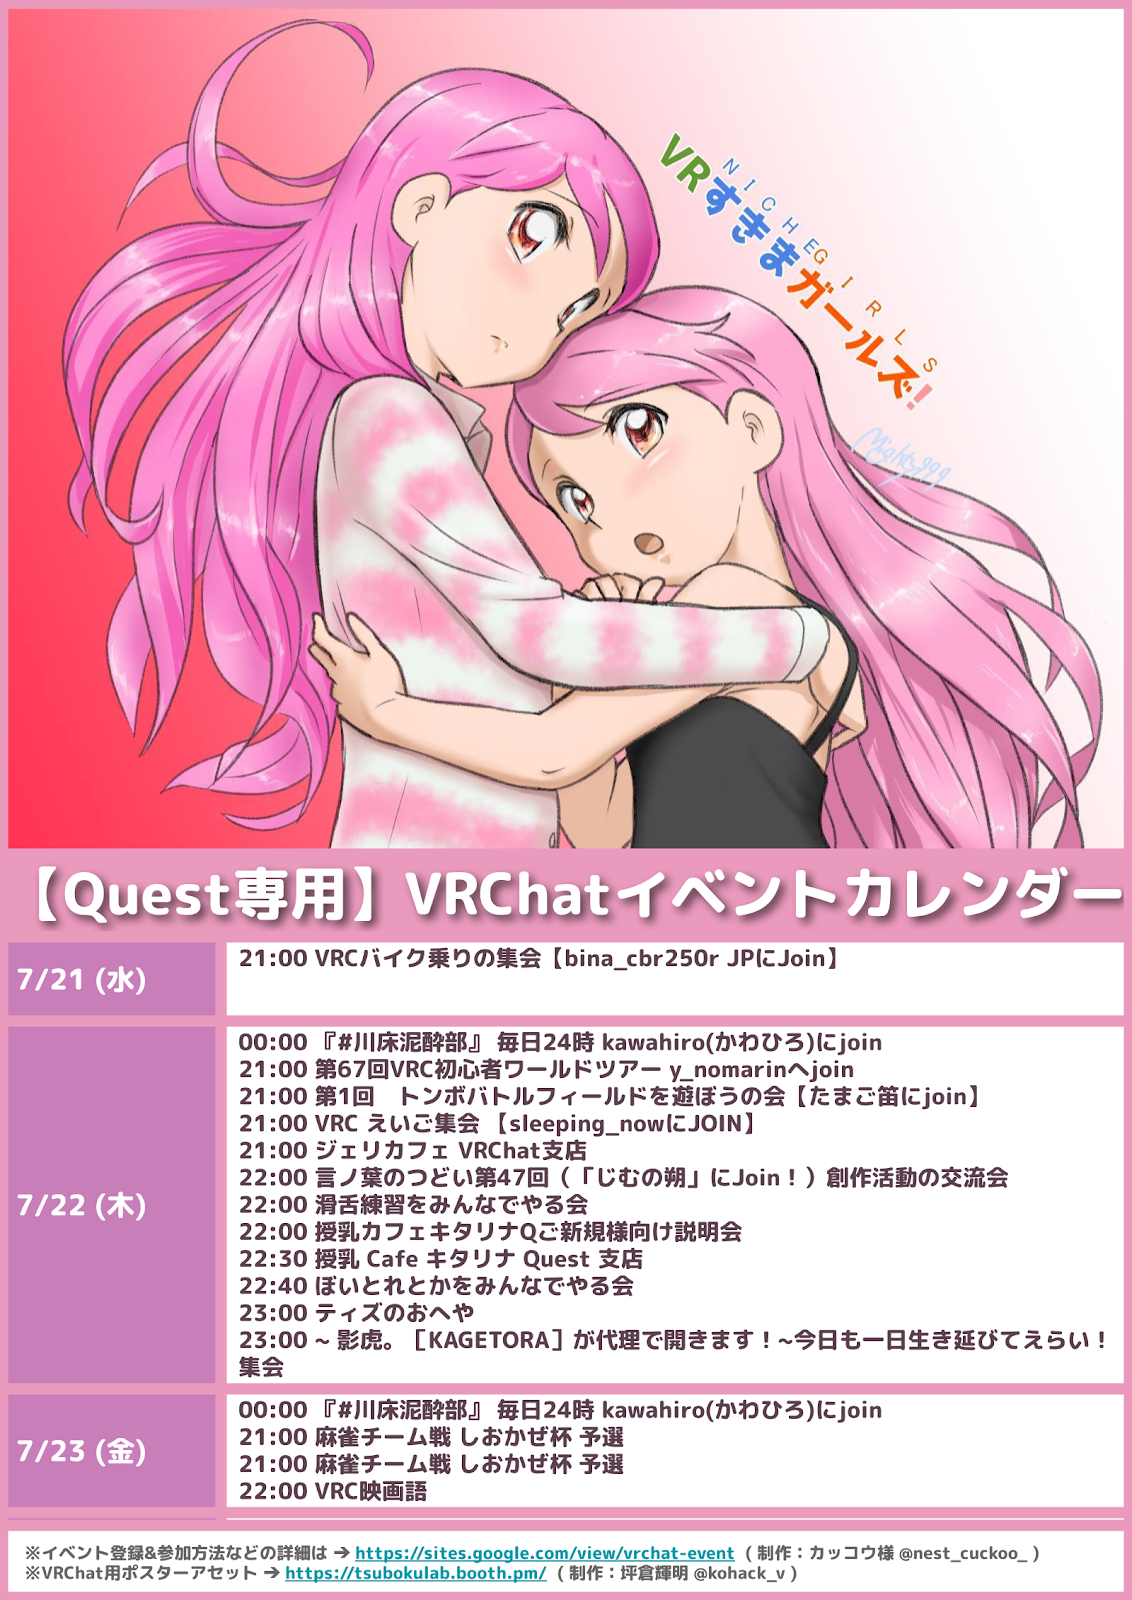 NICHE GIRLS
VRすきまガールズ!
Mighty999
【Quest専用】VRChatイベントカレンダー
7/21 (水)
21:00 VRCバイク乗りの集会【bina_cbr250r JPにJoin】
7/22 (木)
00:00 『#川床泥酔部』 毎日24時 kawahiro(かわひろ)にjoin
21:00 第67回VRC初心者ワールドツアー y_nomarinへjoin
21:00 第1回　トンボバトルフィールドを遊ぼうの会【たまご笛にjoin】
21:00 VRC えいご集会 【sleeping_nowにJOIN】
21:00 ジェリカフェ VRChat支店
22:00 言ノ葉のつどい第47回（「じむの朔」にJoin！）創作活動の交流会
22:00 滑舌練習をみんなでやる会
22:00 授乳カフェキタリナQご新規様向け説明会
22:30 授乳 Cafe キタリナ Quest 支店
22:40 ぼいとれとかをみんなでやる会
23:00 ティズのおへや
23:00 ~ 影虎。［KAGETORA］が代理で開きます！~今日も一日生き延びてえらい！
集会
7/23 (金)
00:00 『#川床泥酔部』 毎日24時 kawahiro(かわひろ)にjoin
21:00 麻雀チーム戦 しおかぜ杯 予選
21:00 麻雀チーム戦 しおかぜ杯 予選
22:00 VRC映画語
※イベント登録&参加方法などの詳細は → https://sites.google.com/view/vrchat-event （ 制作：カッコウ様 @nest_cuckoo_ ）
※VRChat用ポスターアセット → https://tsubokulab.booth.pm/ （ 制作：坪倉輝明 @kohack_v ）